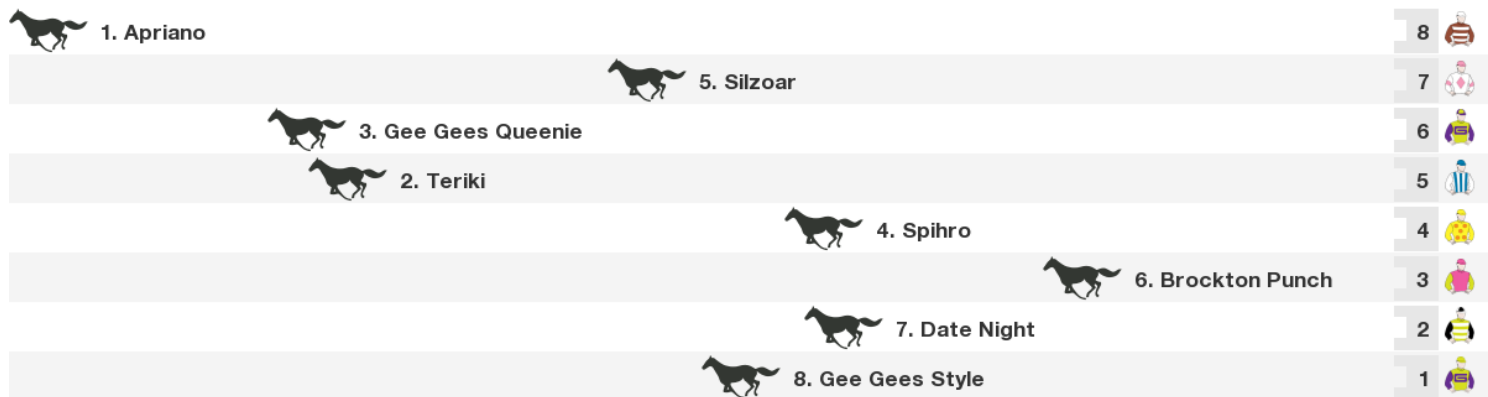 1. Apriano 8
5. Silzoar 7
3. Gee Gees Queenie 6
2. Teriki 5
4. Spihro 4
6. Brockton Punch 3
7. Date Night 2
8. Gee Gees Style 1